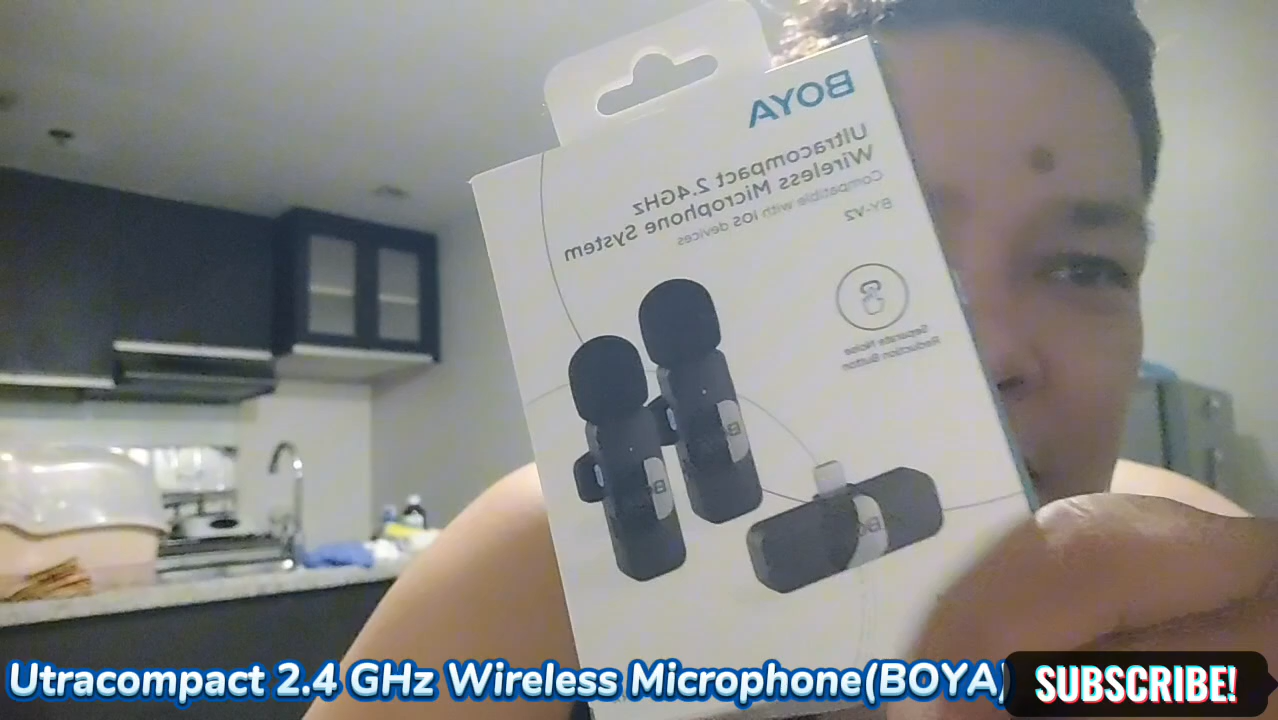 BOYA
Ultracompact 2.4GHz
Wireless Microphone System
Compatible with ios devices
BY-V2
Separate Noise
Reduction Button
Utracompact 2.4 GHz Wireless Microphone(BOYA)
SUBSCRIBE!